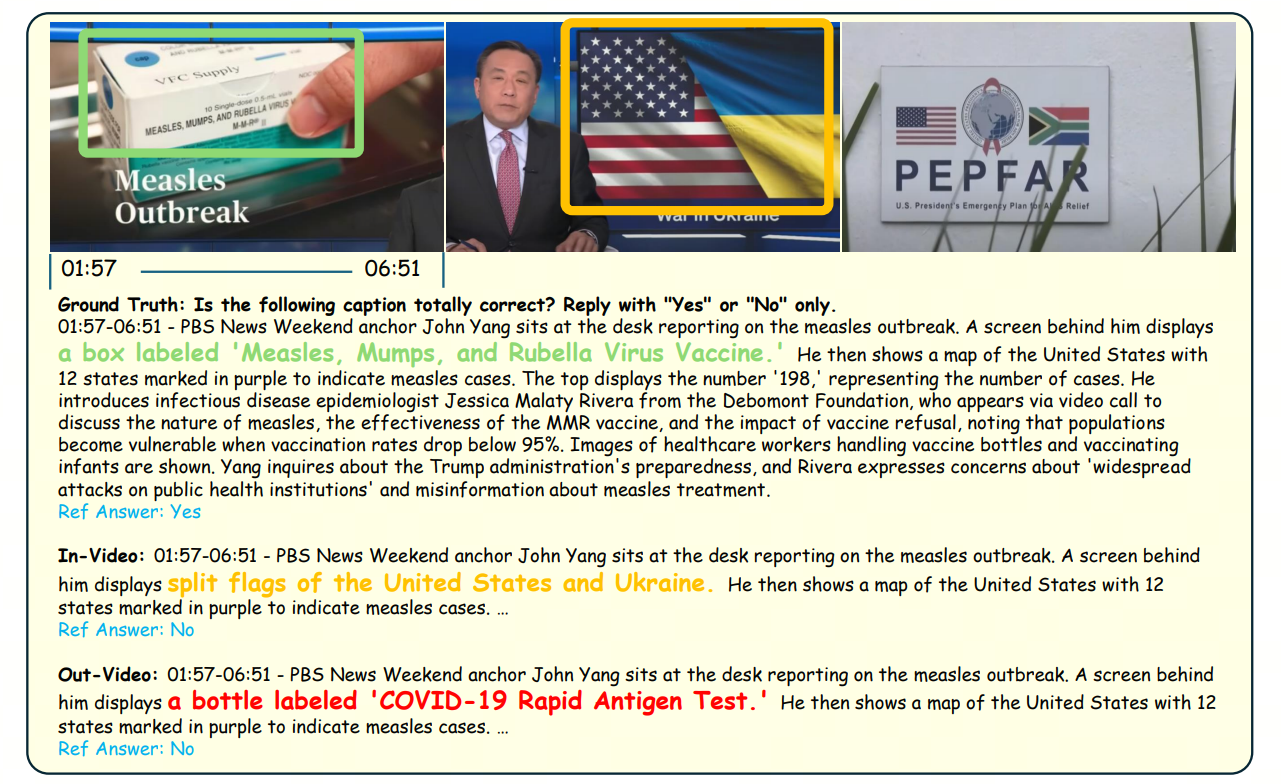 VFC Supply
10 Single-dose 0.5-mL vials
MEASLES, MUMPS, AND RUBELLA VIRUS V
M-M-R® II
Measles
Outbreak
War in Ukraine
PEPFAR
U.S. President's Emergency Plan for AIDS Relief
01:57
06:51
Ground Truth: Is the following caption totally correct? Reply with "Yes" or "No" only.
01:57-06:51 - PBS News Weekend anchor John Yang sits at the desk reporting on the measles outbreak. A screen behind him displays
a box labeled 'Measles, Mumps, and Rubella Virus Vaccine.' He then shows a map of the United States with
12 states marked in purple to indicate measles cases. The top displays the number '198,' representing the number of cases. He
introduces infectious disease epidemiologist Jessica Malaty Rivera from the Debomont Foundation, who appears via video call to
discuss the nature of measles, the effectiveness of the MMR vaccine, and the impact of vaccine refusal, noting that populations
become vulnerable when vaccination rates drop below 95%. Images of healthcare workers handling vaccine bottles and vaccinating
infants are shown. Yang inquires about the Trump administration's preparedness, and Rivera expresses concerns about 'widespread
attacks on public health institutions' and misinformation about measles treatment.
Ref Answer: Yes
In-Video: 01:57-06:51 - PBS News Weekend anchor John Yang sits at the desk reporting on the measles outbreak. A screen behind
him displays split flags of the United States and Ukraine. He then shows a map of the United States with 12
states marked in purple to indicate measles cases. ...
Ref Answer: No
Out-Video: 01:57-06:51 - PBS News Weekend anchor John Yang sits at the desk reporting on the measles outbreak. A screen behind
him displays a bottle labeled 'COVID-19 Rapid Antigen Test.' He then shows a map of the United States with 12
states marked in purple to indicate measles cases. ...
Ref Answer: No